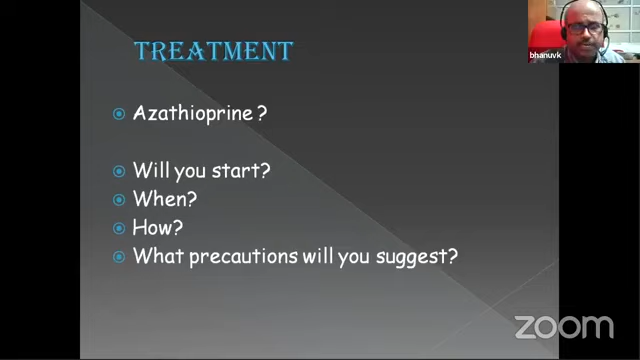 TREATMENT
bhanuvk
Azathioprine ?
Will you start?
When?
How?
What precautions will you suggest?
zoom